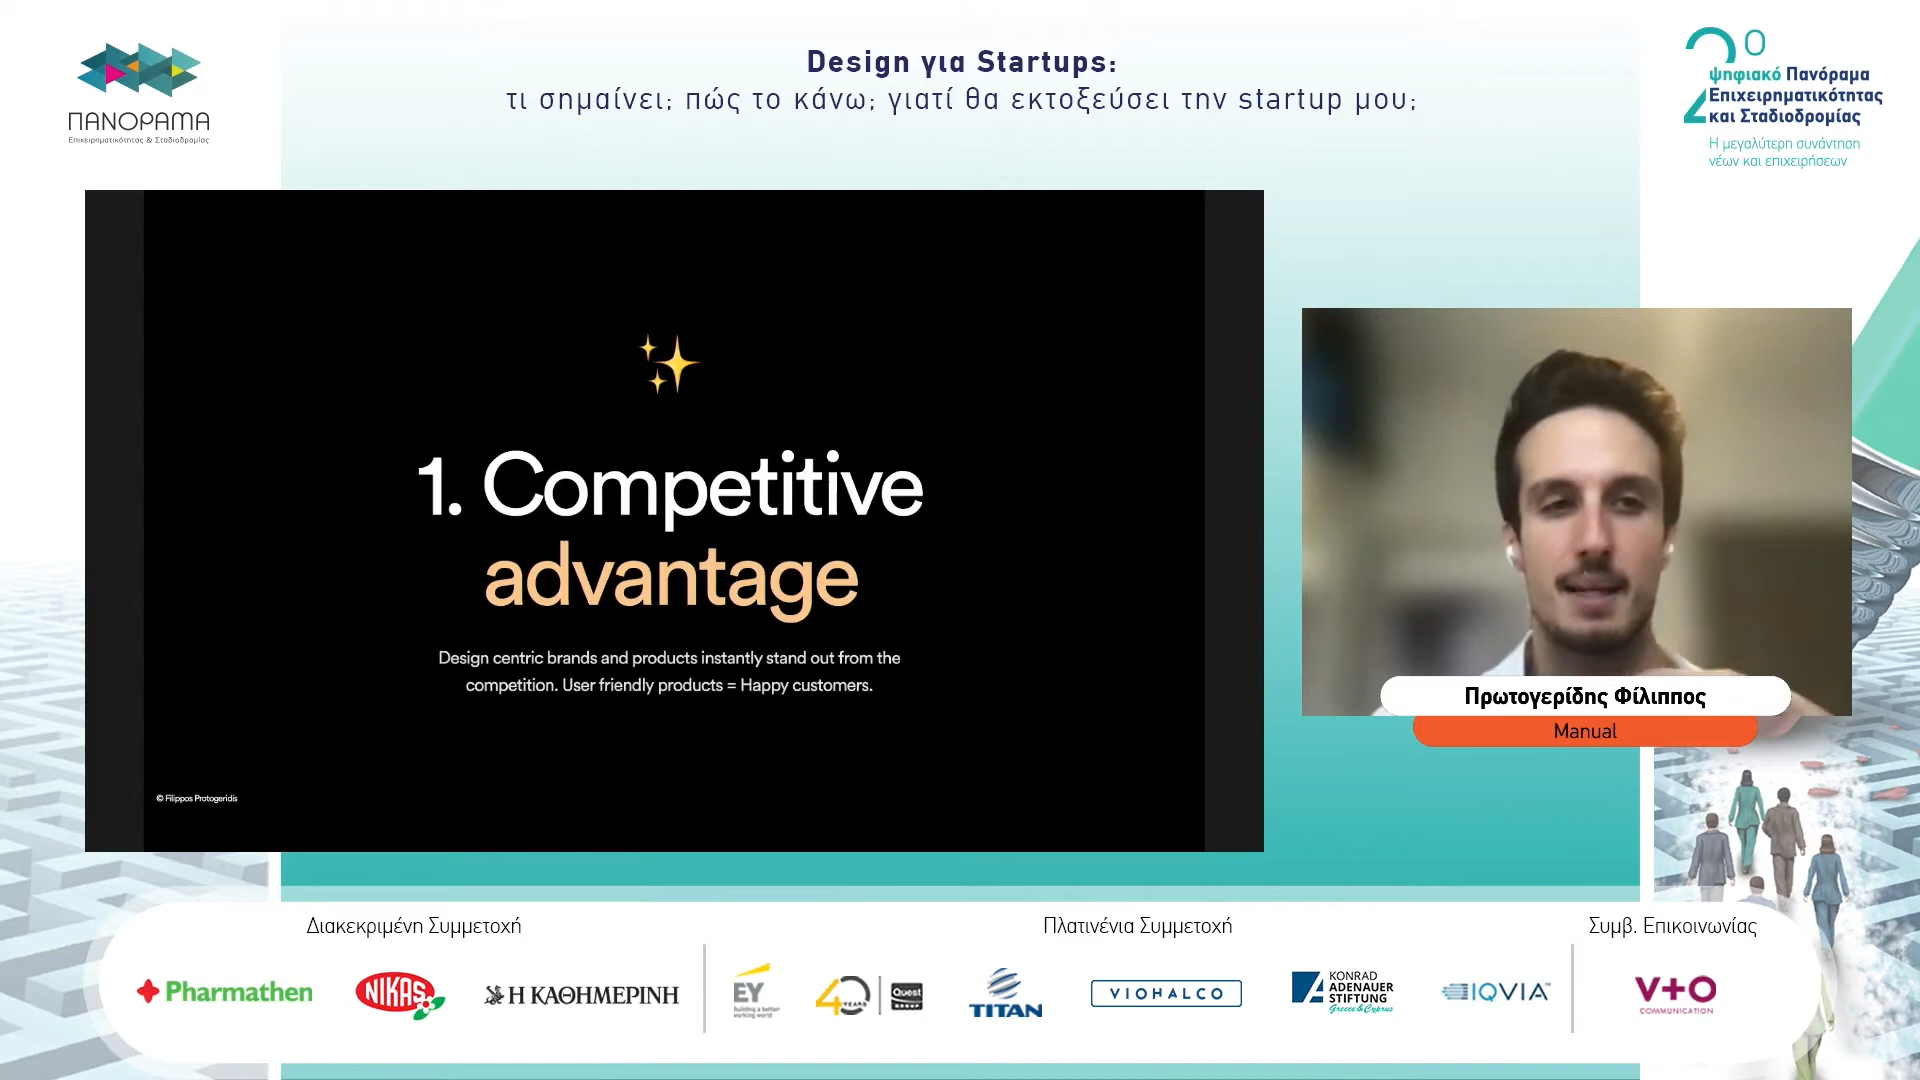 ΠΑΝΟΡΑΜΑ
Επιχειρηματικότητας & Σταδιοδρομίας
Design για Startups:
τι σημαίνει; πώς το κάνω; γιατί θα εκτοξεύσει την startup μου;
2ο
ψηφιακό Πανόραμα
Επιχειρηματικότητας
και Σταδιοδρομίας
Η μεγαλύτερη συνάντηση
νέων και επιχειρήσεων
1. Competitive
advantage
Design centric brands and products instantly stand out from the
competition. User friendly products = Happy customers.
© Filippos Protogeridis
Πρωτογερίδης Φίλιππος
Manual
Διακεκριμένη Συμμετοχή
Pharmathen
NIKAS
Η ΚΑΘΗΜΕΡΙΝΗ
Πλατινένια Συμμετοχή
EY
building a better
working world
40
YEARS
Quest
GROUP
TITAN
VIOHALCO
KONRAD
ADENAUER
STIFTUNG
Greece & Cyprus
IQVIA™
Συμβ. Επικοινωνίας
V+O
COMMUNICATION